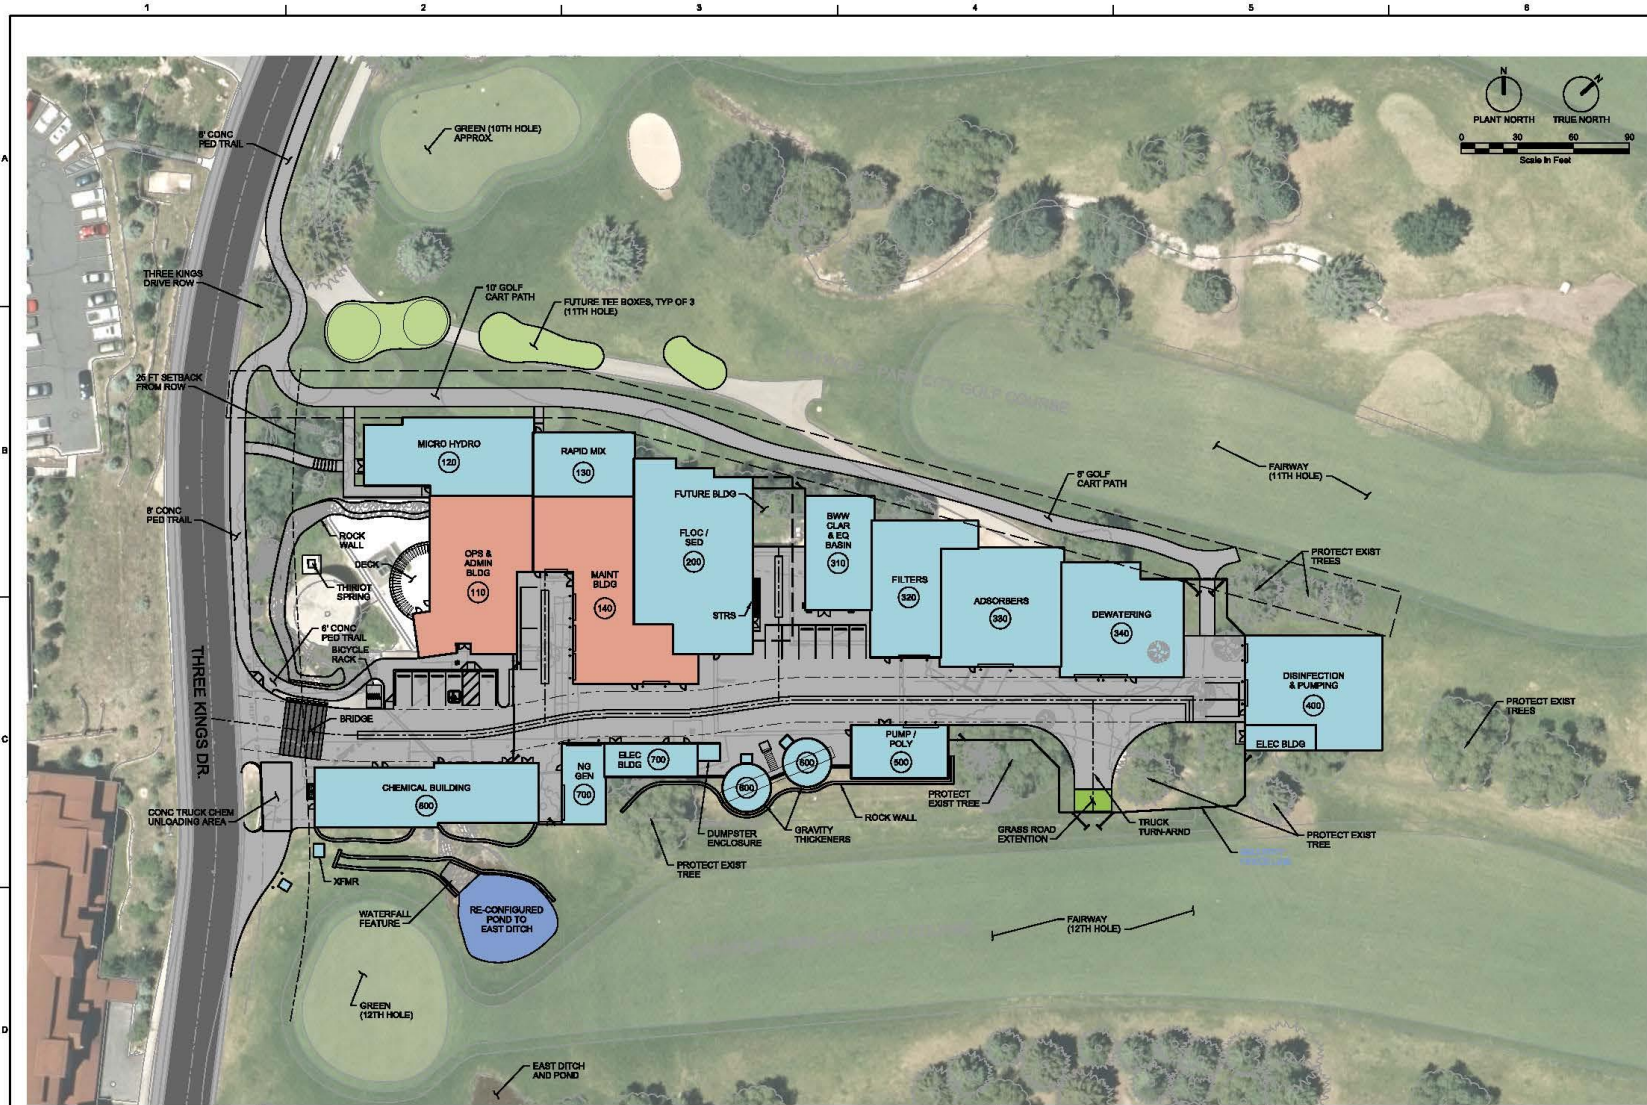 1 2 3 4 5 6
A
B
C
D
N
PLANT NORTH
N
TRUE NORTH
0 30 60 90
Scale In Feet
GREEN (10TH HOLE)
APPROX.
6' CONC
PED TRAIL
THREE KINGS
DRIVE ROW
10' GOLF
CART PATH
FUTURE TEE BOXES, TYP OF 3
(11TH HOLE)
25 FT SETBACK
FROM ROW
GOLF COURSE
MICRO HYDRO
120
RAPID MIX
130
FAIRWAY
(11TH HOLE)
8' GOLF
CART PATH
FUTURE BLDG
8' CONC
PED TRAIL
ROCK
WALL
DECK
THIRIOT
SPRING
OPS &
ADMIN
BLDG
110
MAINT
BLDG
140
FLOC /
SED
200
BWW
CLAR
& EQ
BASIN
310
FILTERS
320
STRS
ADSORBERS
330
DEWATERING
340
PROTECT EXIST
TREES
6' CONC
PED TRAIL
BICYCLE
RACK
THREE KINGS DR.
BRIDGE
DISINFECTION
& PUMPING
400
ELEC BLDG
PROTECT EXIST
TREES
PUMP /
POLY
500
ELEC
BLDG
700
NG
GEN
700
600
600
CHEMICAL BUILDING
800
CONC TRUCK CHEM
UNLOADING AREA
PROTECT
EXIST TREE
ROCK WALL
GRAVITY
THICKENERS
DUMPSTER
ENCLOSURE
GRASS ROAD
EXTENTION
TRUCK
TURN-ARND
PROTECT EXIST
TREE
PROTECT EXIST
TREE
XFMR
WATERFALL
FEATURE
RE-CONFIGURED
POND TO
EAST DITCH
FAIRWAY
(12TH HOLE)
GREEN
(12TH HOLE)
EAST DITCH
AND POND